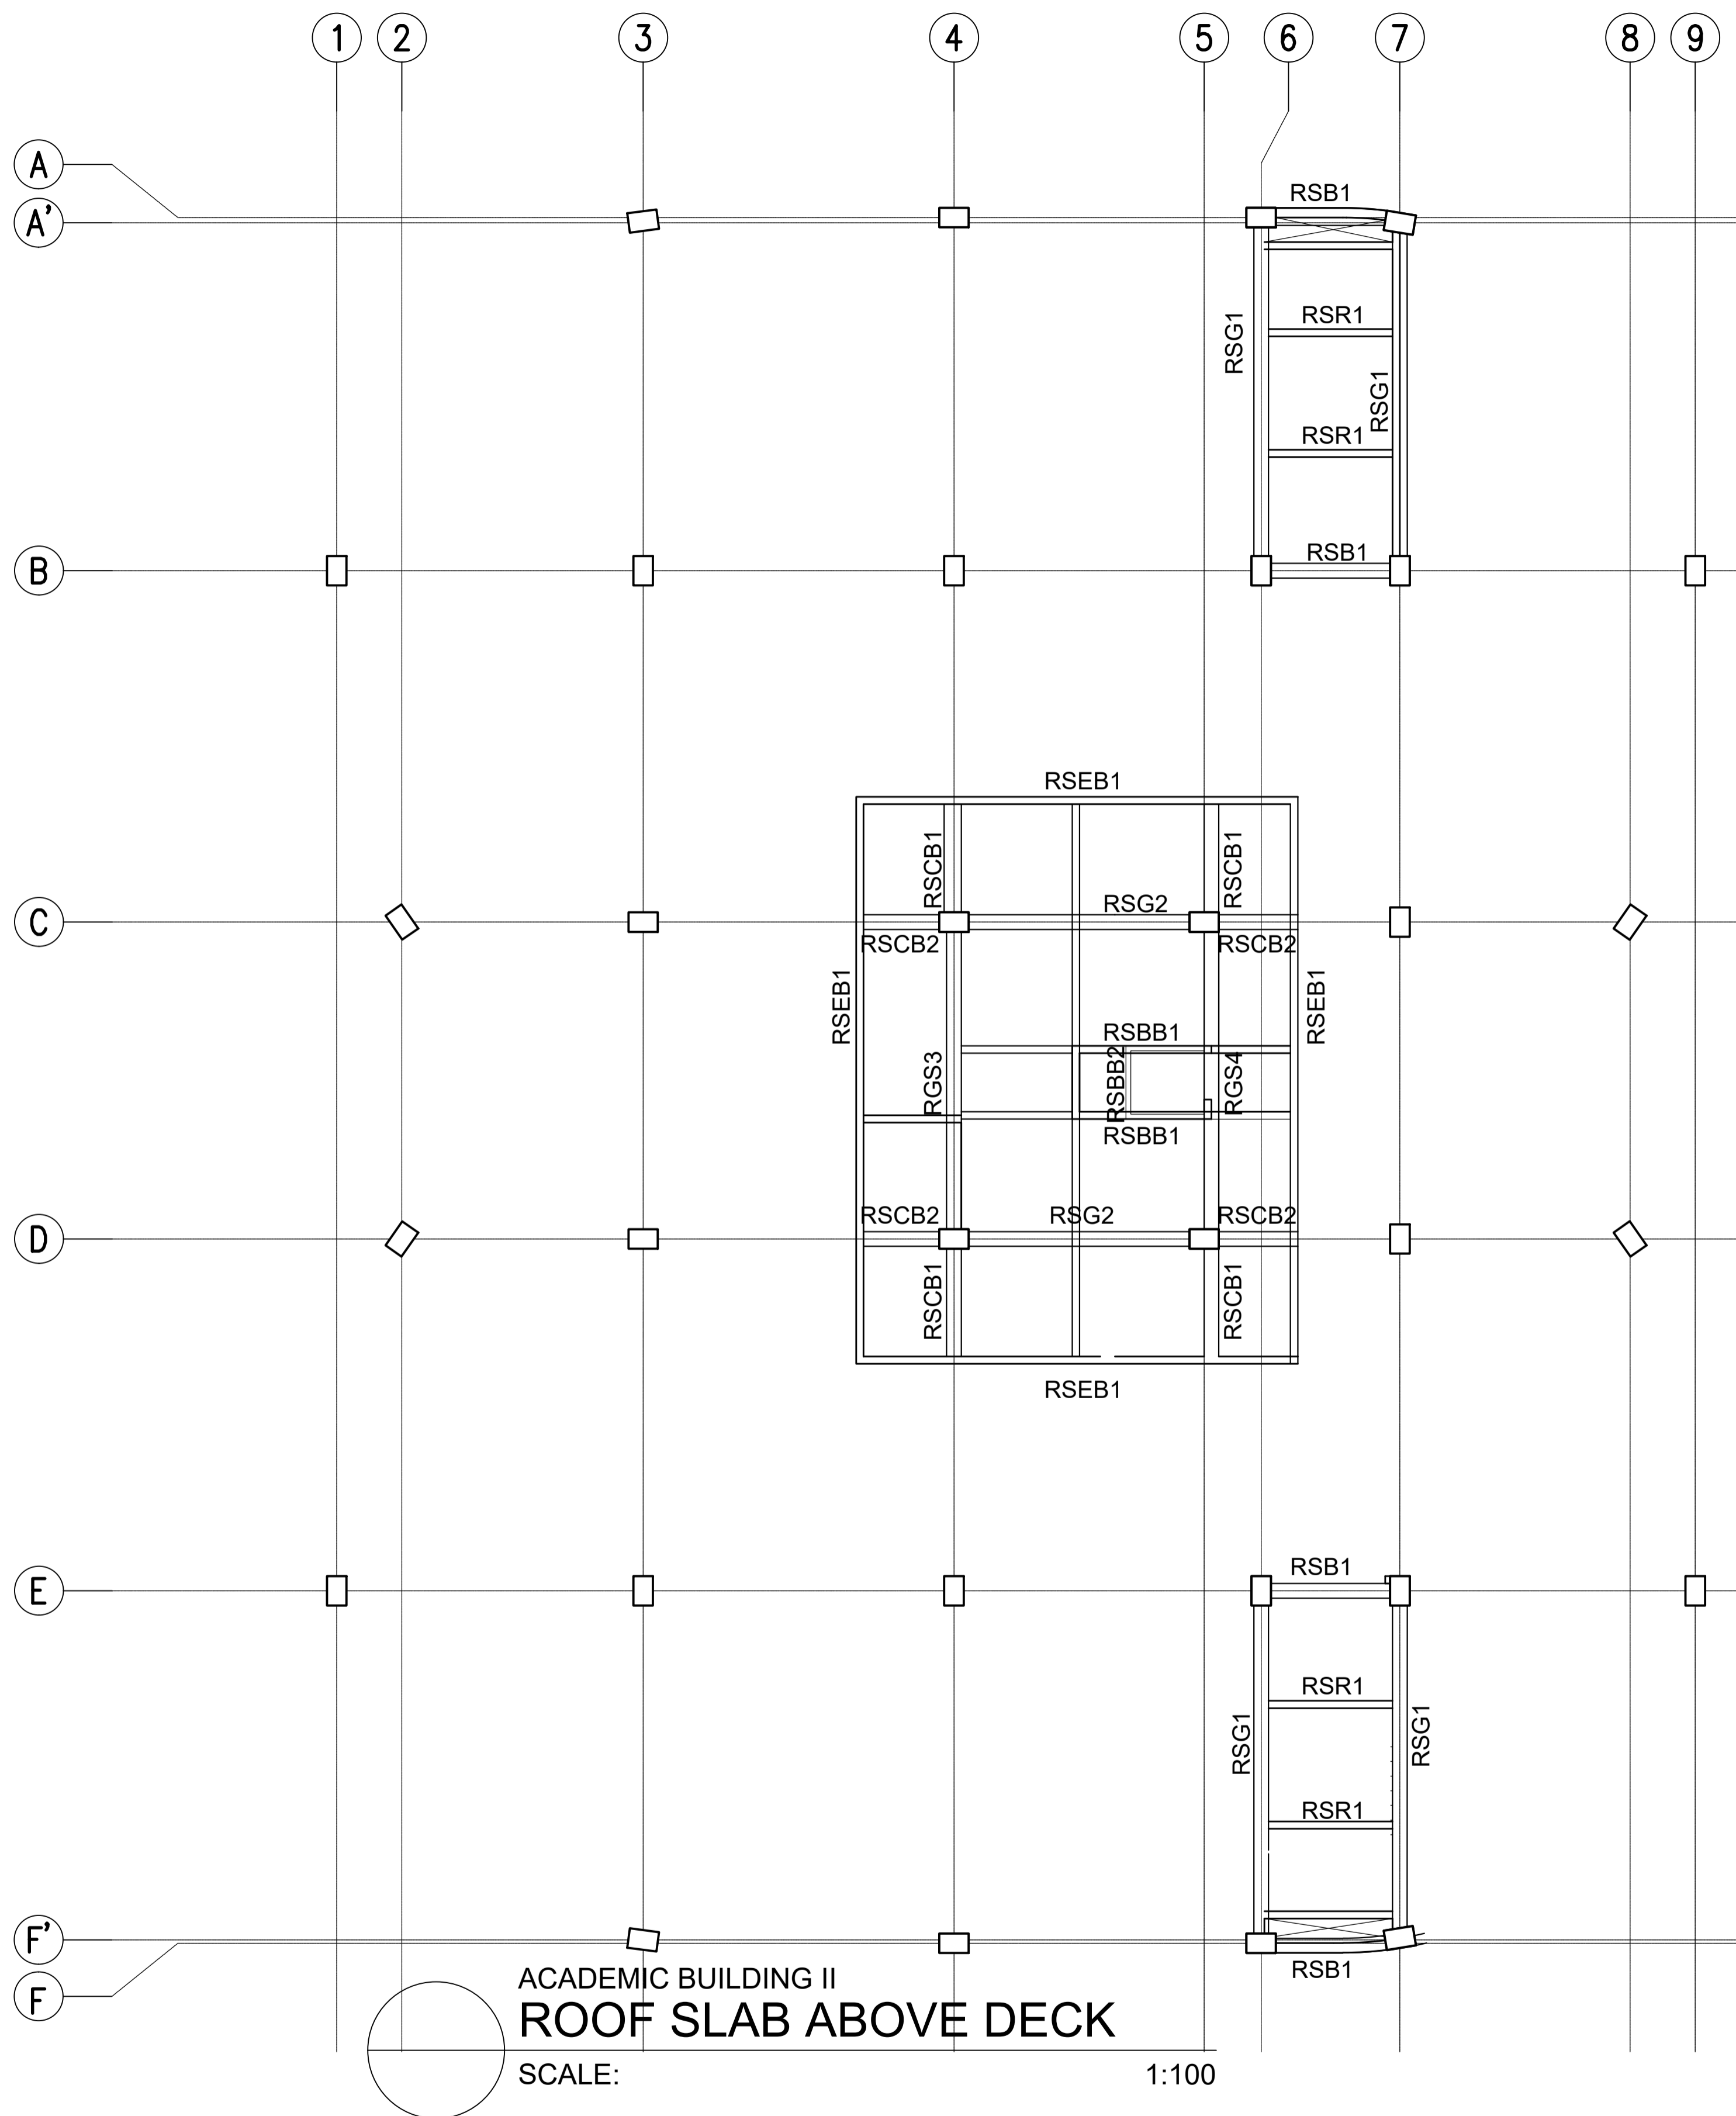 1 2 3 4 5 6 7 8 9
A
RSB1
A'
RSR1
RSG1
RSG1
RSR1
RSB1
B
RSEB1
RSCB1
RSCB1
RSG2
C
RSCB2
RSCB2
RSEB1
RSEB1
RSBB1
RGS3
RSBB2
RGS4
RSBB1
RSCB2
RSG2
RSCB2
D
RSCB1
RSCB1
RSEB1
RSB1
E
RSR1
RSG1
RSG1
RSR1
F'
RSB1
F
ACADEMIC BUILDING II
ROOF SLAB ABOVE DECK
SCALE: 1:100